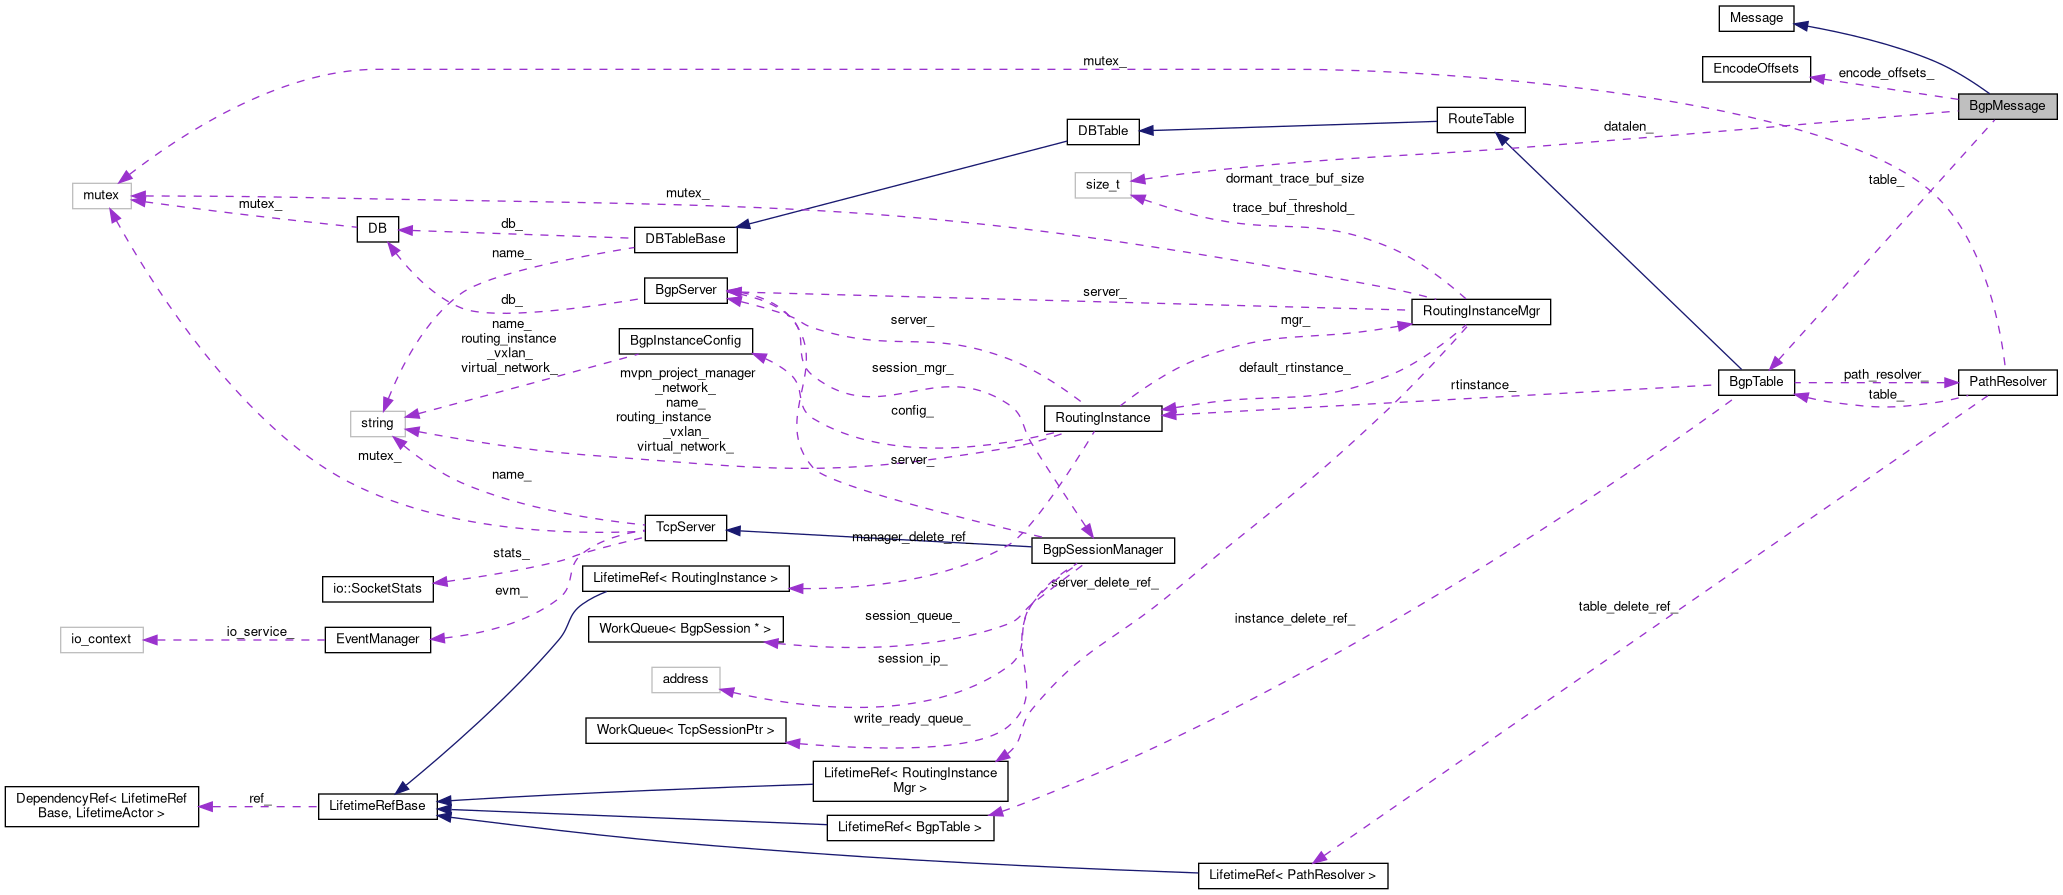 Message
mutex_
EncodeOffsets
encode_offsets_
BgpMessage
RouteTable
DBTable
datalen_
size_t
dormant_trace_buf_size
_
trace_buf_threshold_
table_
mutex
mutex_
mutex_
DB
db_
DBTableBase
name_
BgpServer
server_
db_
RoutingInstanceMgr
server_
mgr_
name_
routing_instance
_vxlan_
virtual_network_
BgpInstanceConfig
session_mgr_
default_rtinstance_
mvpn_project_manager
_network_
name_
routing_instance
_vxlan_
virtual_network_
BgpTable
path_resolver_
PathResolver
rtinstance_
table_
config_
RoutingInstance
string
mutex_
server_
name_
TcpServer
manager_delete_ref
BgpSessionManager
stats_
io::SocketStats
LifetimeRef< RoutingInstance >
server_delete_ref_
evm_
session_queue_
instance_delete_ref_
table_delete_ref_
io_context
io_service_
EventManager
WorkQueue< BgpSession * >
session_ip_
address
write_ready_queue_
WorkQueue< TcpSessionPtr >
LifetimeRef< RoutingInstance
Mgr >
DependencyRef< LifetimeRef
Base, LifetimeActor >
ref_
LifetimeRefBase
LifetimeRef< BgpTable >
LifetimeRef< PathResolver >